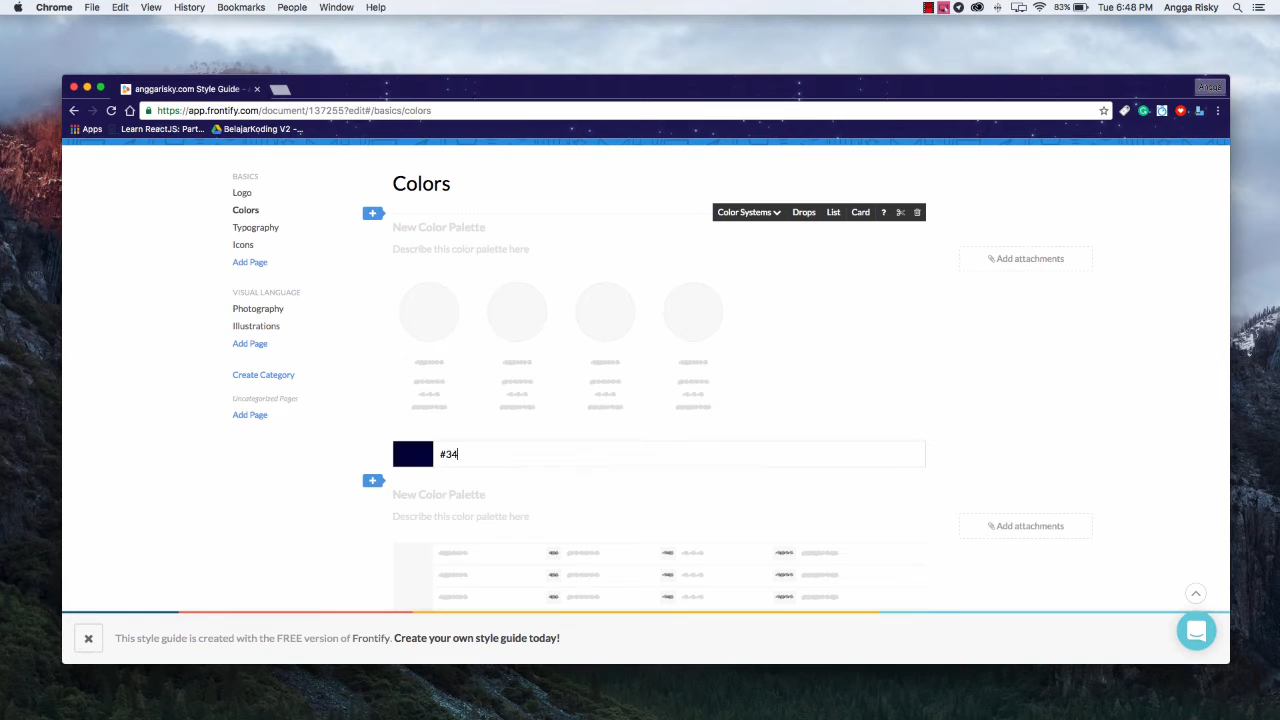 Chrome File Edit View History Bookmarks People Window Help 83% Tue 6:48 PM Angga Risky
anggarisky.com Style Guide -
Angga
https://app.frontify.com/document/137255?edit#/basics/colors
Apps Learn ReactJS: Part... BelajarKoding V2 -...
BASICS
Logo
Colors
Typography
Icons
Add Page
VISUAL LANGUAGE
Photography
Illustrations
Add Page
Create Category
Uncategorized Pages
Add Page
Colors
Color Systems Drops List Card ?
New Color Palette
Describe this color palette here
Add attachments
#34
New Color Palette
Describe this color palette here
Add attachments
This style guide is created with the FREE version of Frontify. Create your own style guide today!